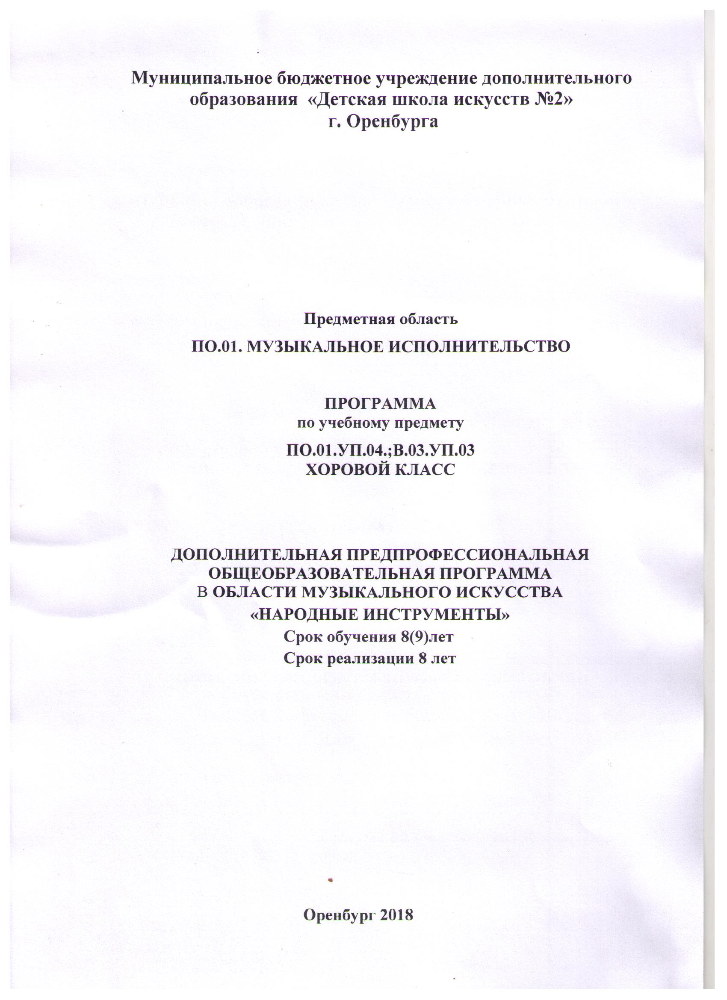 Муниципальное бюджетное учреждение дополнительного
образования «Детская школа искусств №2»
г. Оренбурга
Предметная область
ПО.01. МУЗЫКАЛЬНОЕ ИСПОЛНИТЕЛЬСТВО
ПРОГРАММА
по учебному предмету
ПО.01.УП.04.;В.03.УП.03
ХОРОВОЙ КЛАСС
ДОПОЛНИТЕЛЬНАЯ ПРЕДПРОФЕССИОНАЛЬНАЯ
ОБЩЕОБРАЗОВАТЕЛЬНАЯ ПРОГРАММА
В ОБЛАСТИ МУЗЫКАЛЬНОГО ИСКУССТВА
«НАРОДНЫЕ ИНСТРУМЕНТЫ»
Срок обучения 8(9)лет
Срок реализации 8 лет
Оренбург 2018